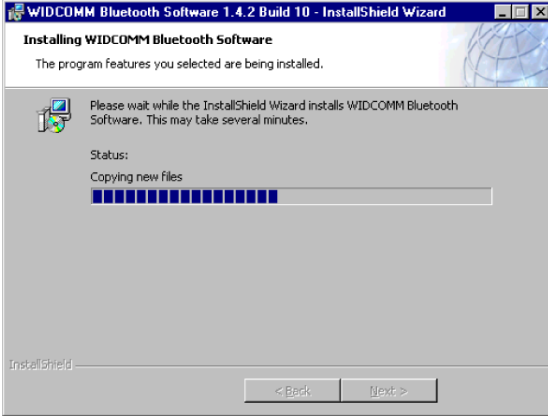 WIDCOMM Bluetooth Software 1.4.2 Build 10 - InstallShield Wizard
Installing WIDCOMM Bluetooth Software
The program features you selected are being installed.
Please wait while the InstallShield Wizard installs WIDCOMM Bluetooth
Software. This may take several minutes.
Status:
Copying new files
InstallShield
< Back Next >